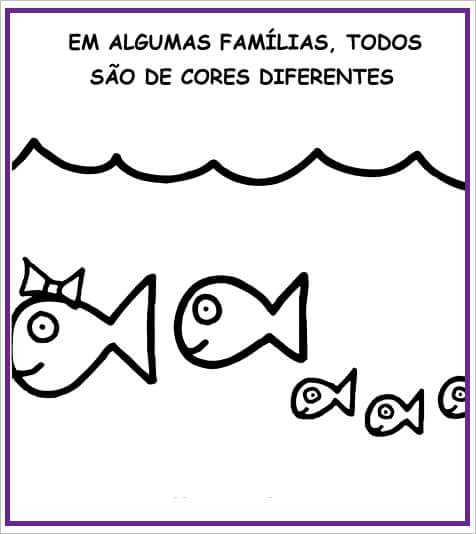 EM ALGUMAS FAMÍLIAS, TODOS
SÃO DE CORES DIFERENTES